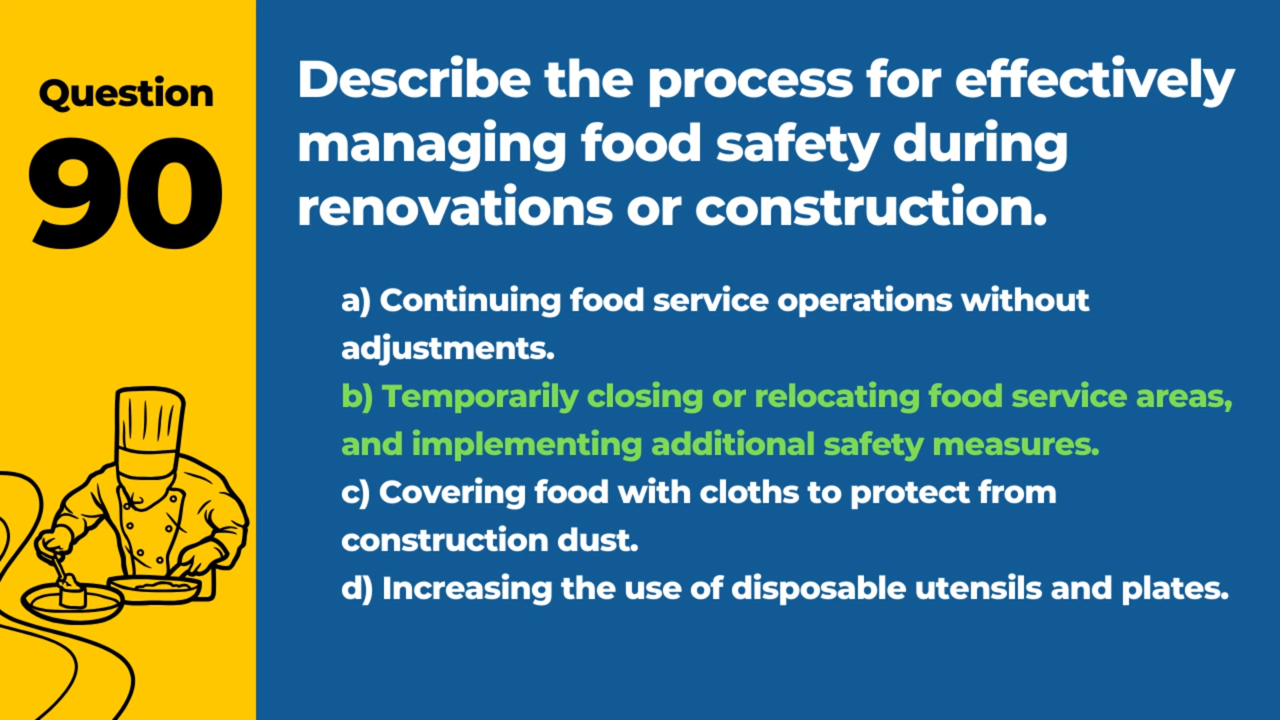 Question
90
Describe the process for effectively
managing food safety during
renovations or construction.
a) Continuing food service operations without
adjustments.
b) Temporarily closing or relocating food service areas,
and implementing additional safety measures.
c) Covering food with cloths to protect from
construction dust.
d) Increasing the use of disposable utensils and plates.